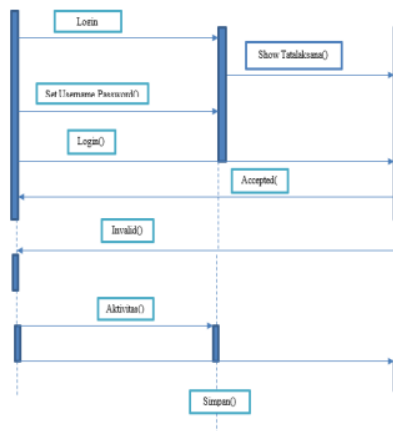 Login
Show Tatalaksana()
Set Username Password()
Login()
Accepted(
Invalid()
Aktivitas()
Simpan()